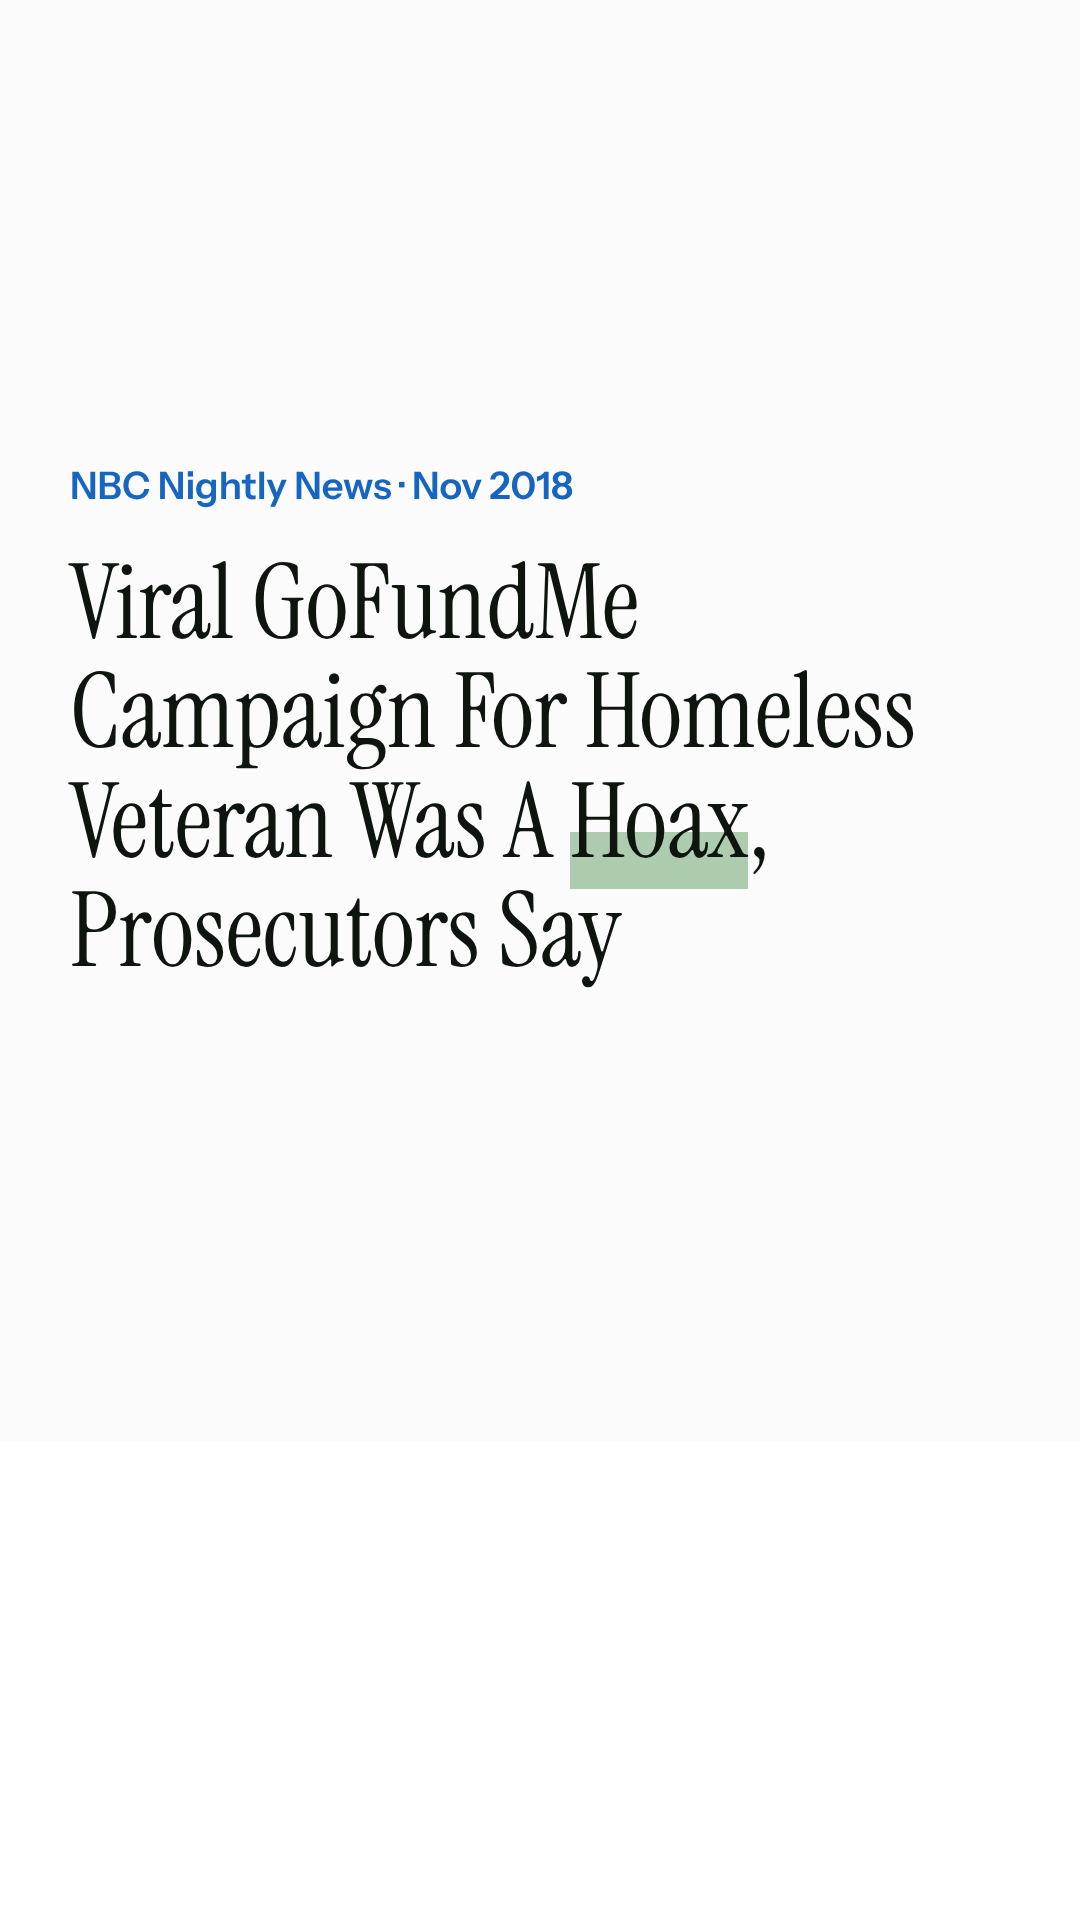 NBC Nightly News · Nov 2018
Viral GoFundMe
Campaign For Homeless
Veteran Was A Hoax,
Prosecutors Say